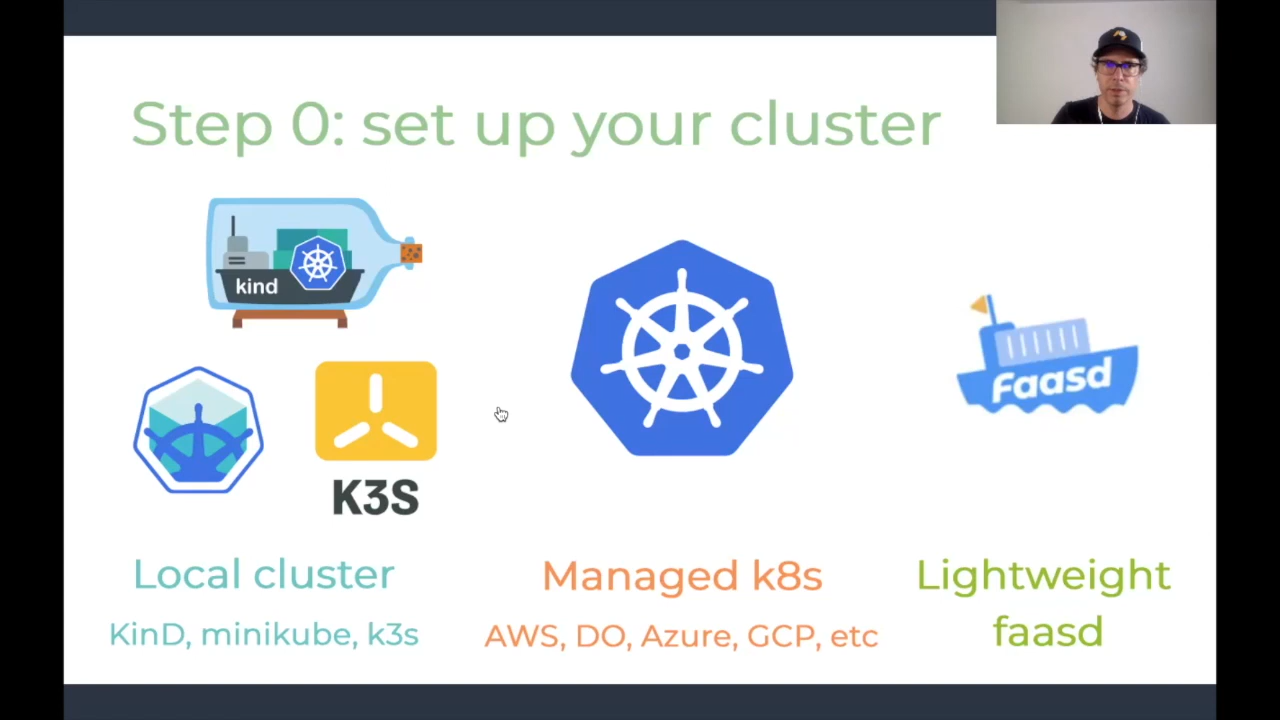 Step 0: set up your cluster
kind
K3S
Faasd
Local cluster
KinD, minikube, k3s
Managed k8s
AWS, DO, Azure, GCP, etc
Lightweight
faasd